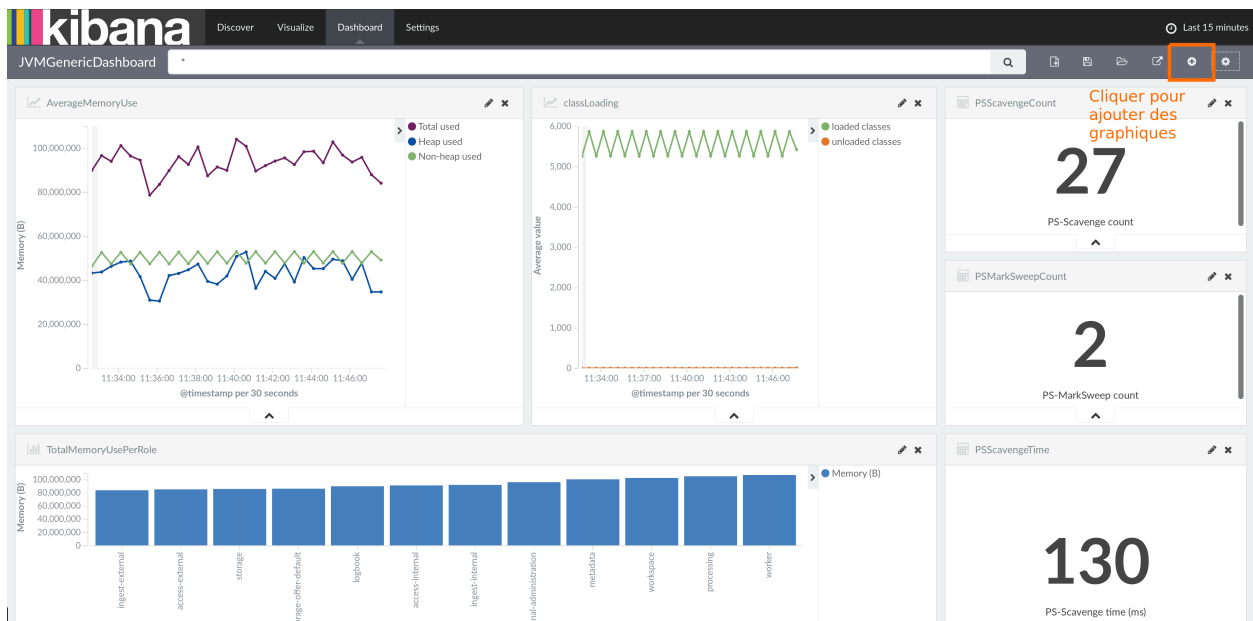 kibana
Discover Visualize Dashboard Settings
Last 15 minutes
JVMGenericDashboard
*
Cliquer pour
ajouter des
graphiques
AverageMemoryUse
Total used
Heap used
Non-heap used
100,000,000
80,000,000
60,000,000
40,000,000
20,000,000
0
Memory (B)
11:34:00 11:36:00 11:38:00 11:40:00 11:42:00 11:44:00 11:46:00
@timestamp per 30 seconds
classLoading
loaded classes
unloaded classes
6,000
5,000
4,000
3,000
2,000
1,000
0
Average value
11:34:00 11:37:00 11:40:00 11:43:00 11:46:00
@timestamp per 30 seconds
PSScavengeCount
27
PS-Scavenge count
PSMarkSweepCount
2
PS-MarkSweep count
TotalMemoryUsePerRole
Memory (B)
100,000,000
80,000,000
60,000,000
40,000,000
20,000,000
0
Memory (B)
ingest-external
access-external
storage
rage-offer-default
logbook
access-internal
ingest-internal
nal-administration
metadata
workspace
processing
worker
PSScavengeTime
130
PS-Scavenge time (ms)